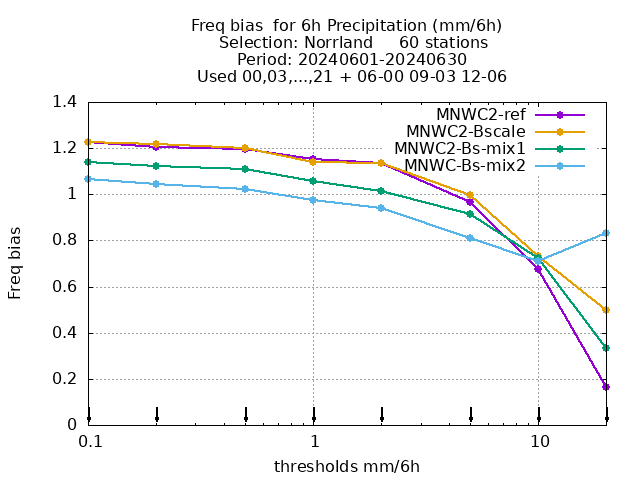 Freq bias  for 6h Precipitation (mm/6h)
Selection: Norrland     60 stations
Period: 20240601-20240630
Used 00,03,...,21 + 06-00 09-03 12-06
MNWC2-ref
MNWC2-Bscale
MNWC2-Bs-mix1
MNWC-Bs-mix2
Freq bias
1.4
1.2
1
0.8
0.6
0.4
0.2
0
0.1
1
10
thresholds mm/6h